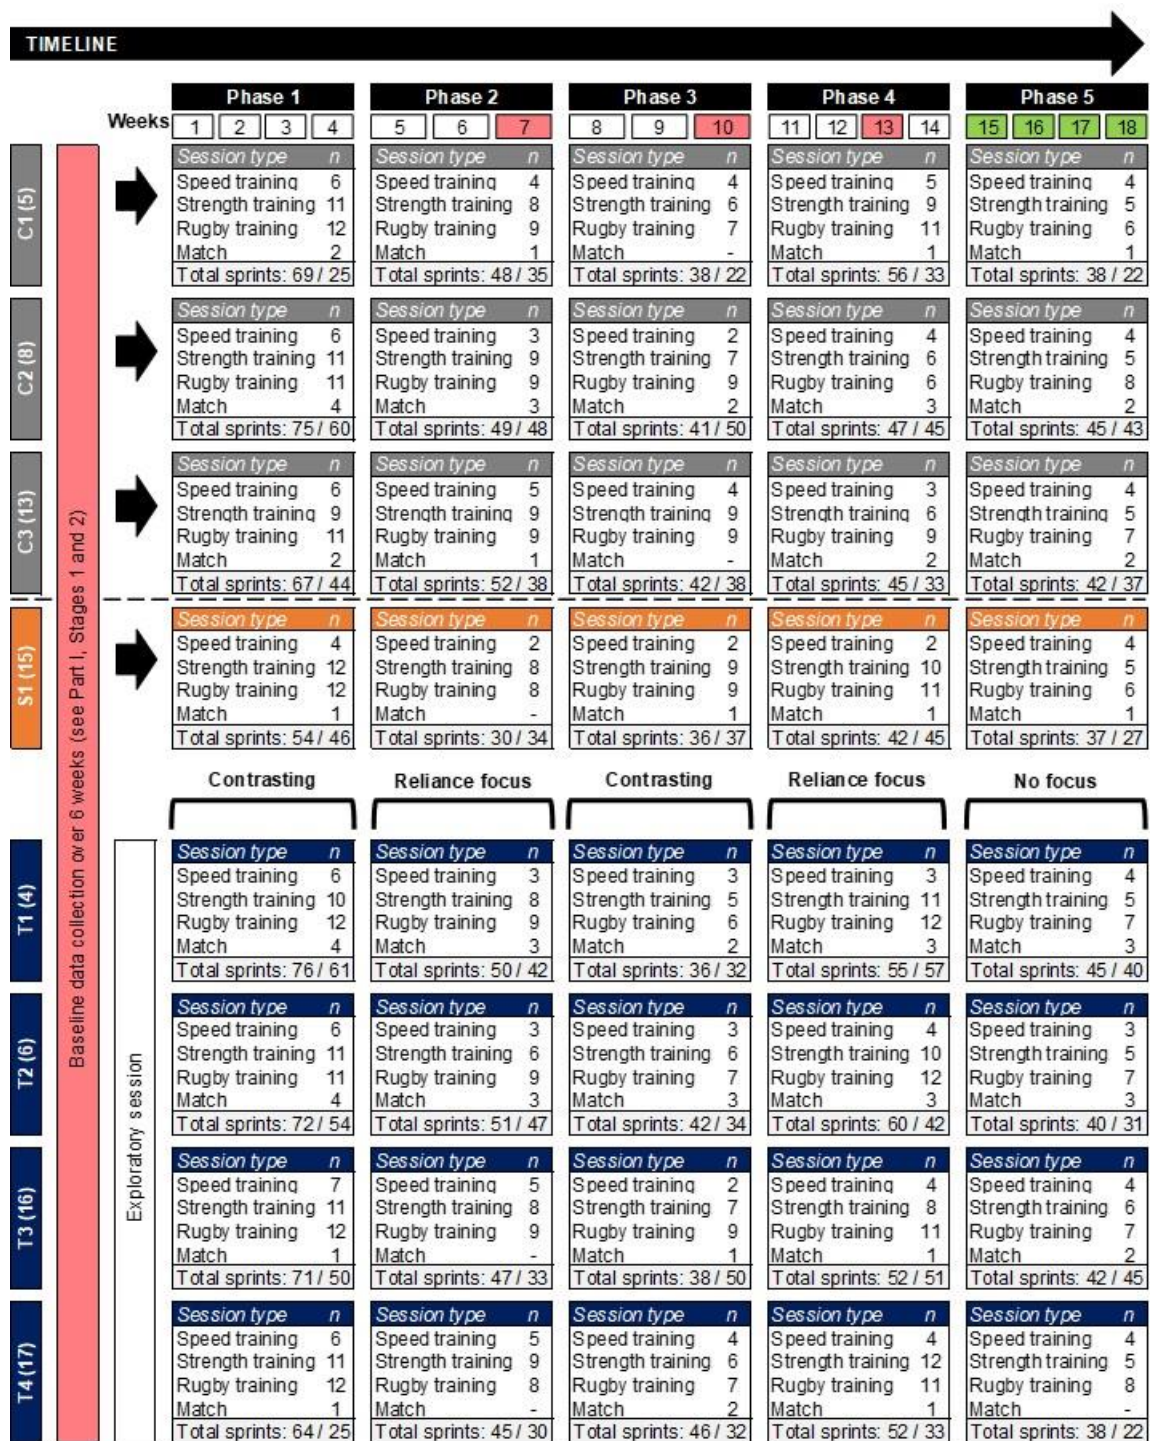 TIMELINE
Phase 1 Phase 2 Phase 3 Phase 4 Phase 5
Weeks 1 2 3 4 5 6 7 8 9 10 11 12 13 14 15 16 17 18
C1 (5)
Session type n Session type n Session type n Session type n Session type n
Speed training 6 Speed training 4 Speed training 4 Speed training 5 Speed training 4
Strength training 11 Strength training 8 Strength training 6 Strength training 9 Strength training 5
Rugby training 12 Rugby training 9 Rugby training 7 Rugby training 11 Rugby training 6
Match 2 Match 1 Match - Match 1 Match 1
Total sprints: 69 / 25 Total sprints: 48 / 35 Total sprints: 38 / 22 Total sprints: 56 / 33 Total sprints: 38 / 22
C2 (8)
Session type n Session type n Session type n Session type n Session type n
Speed training 6 Speed training 3 Speed training 2 Speed training 4 Speed training 4
Strength training 11 Strength training 9 Strength training 7 Strength training 6 Strength training 5
Rugby training 11 Rugby training 9 Rugby training 9 Rugby training 6 Rugby training 8
Match 4 Match 3 Match 2 Match 3 Match 2
Total sprints: 75 / 60 Total sprints: 49 / 48 Total sprints: 41 / 50 Total sprints: 47 / 45 Total sprints: 45 / 43
C3 (13)
Session type n Session type n Session type n Session type n Session type n
Speed training 6 Speed training 5 Speed training 4 Speed training 3 Speed training 4
Strength training 9 Strength training 9 Strength training 9 Strength training 6 Strength training 5
Rugby training 11 Rugby training 9 Rugby training 9 Rugby training 9 Rugby training 7
Match 2 Match 1 Match - Match 2 Match 2
Total sprints: 67 / 44 Total sprints: 52 / 38 Total sprints: 42 / 38 Total sprints: 45 / 33 Total sprints: 42 / 37
S1 (15)
Session type n Session type n Session type n Session type n Session type n
Speed training 4 Speed training 2 Speed training 2 Speed training 2 Speed training 4
Strength training 12 Strength training 8 Strength training 9 Strength training 10 Strength training 5
Rugby training 12 Rugby training 8 Rugby training 9 Rugby training 11 Rugby training 6
Match 1 Match - Match 1 Match 1 Match 1
Total sprints: 54 / 46 Total sprints: 30 / 34 Total sprints: 36 / 37 Total sprints: 42 / 45 Total sprints: 37 / 27
Baseline data collection over 6 weeks (see Part I, Stages 1 and 2)
Contrasting Reliance focus Contrasting Reliance focus No focus
Exploratory session
T1 (4)
Session type n Session type n Session type n Session type n Session type n
Speed training 6 Speed training 3 Speed training 3 Speed training 3 Speed training 4
Strength training 10 Strength training 8 Strength training 5 Strength training 11 Strength training 5
Rugby training 12 Rugby training 9 Rugby training 6 Rugby training 12 Rugby training 7
Match 4 Match 3 Match 2 Match 3 Match 3
Total sprints: 76 / 61 Total sprints: 50 / 42 Total sprints: 36 / 32 Total sprints: 55 / 57 Total sprints: 45 / 40
T2 (6)
Session type n Session type n Session type n Session type n Session type n
Speed training 6 Speed training 3 Speed training 3 Speed training 4 Speed training 3
Strength training 11 Strength training 6 Strength training 6 Strength training 10 Strength training 5
Rugby training 11 Rugby training 9 Rugby training 7 Rugby training 12 Rugby training 7
Match 4 Match 3 Match 3 Match 3 Match 3
Total sprints: 72 / 54 Total sprints: 51 / 47 Total sprints: 42 / 34 Total sprints: 60 / 42 Total sprints: 40 / 31
T3 (16)
Session type n Session type n Session type n Session type n Session type n
Speed training 7 Speed training 5 Speed training 2 Speed training 4 Speed training 4
Strength training 11 Strength training 8 Strength training 7 Strength training 8 Strength training 6
Rugby training 12 Rugby training 9 Rugby training 9 Rugby training 11 Rugby training 7
Match 1 Match - Match 1 Match 1 Match 2
Total sprints: 71 / 50 Total sprints: 47 / 33 Total sprints: 38 / 50 Total sprints: 52 / 51 Total sprints: 42 / 45
T4 (17)
Session type n Session type n Session type n Session type n Session type n
Speed training 6 Speed training 5 Speed training 4 Speed training 4 Speed training 4
Strength training 11 Strength training 9 Strength training 6 Strength training 12 Strength training 5
Rugby training 12 Rugby training 8 Rugby training 7 Rugby training 11 Rugby training 8
Match 1 Match - Match 2 Match 1 Match -
Total sprints: 64 / 25 Total sprints: 45 / 30 Total sprints: 46 / 32 Total sprints: 52 / 33 Total sprints: 38 / 22